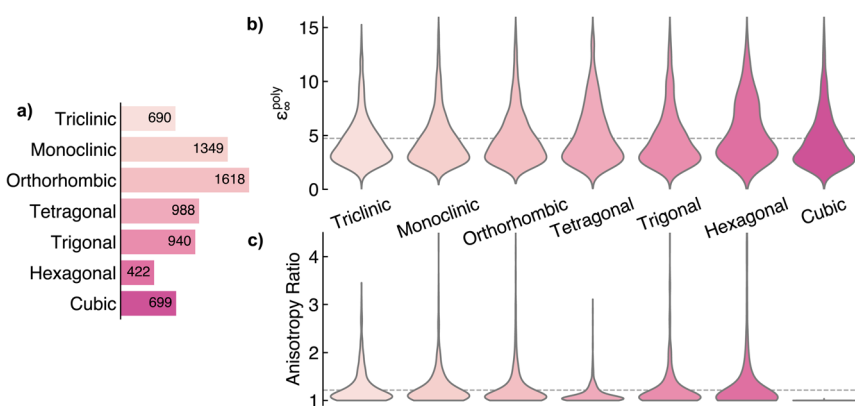 a)
Triclinic 690
Monoclinic 1349
Orthorhombic 1618
Tetragonal 988
Trigonal 940
Hexagonal 422
Cubic 699
b)
ε∞poly
15
10
5
0
Triclinic Monoclinic Orthorhombic Tetragonal Trigonal Hexagonal Cubic
c)
Anisotropy Ratio
4
3
2
1